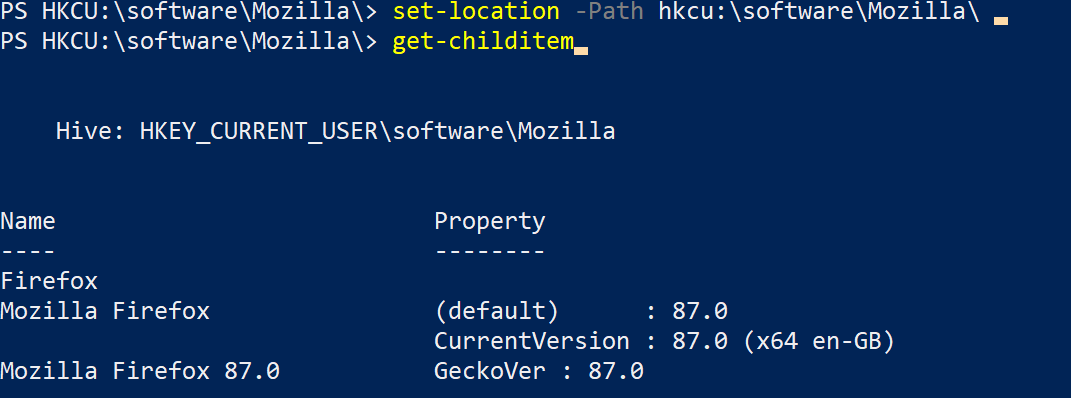 PS HKCU:\software\Mozilla\> set-location -Path hkcu:\software\Mozilla\
PS HKCU:\software\Mozilla\> get-childitem
Hive: HKEY_CURRENT_USER\software\Mozilla
Name Property
---- --------
Firefox
Mozilla Firefox (default) : 87.0
CurrentVersion : 87.0 (x64 en-GB)
Mozilla Firefox 87.0 GeckoVer : 87.0